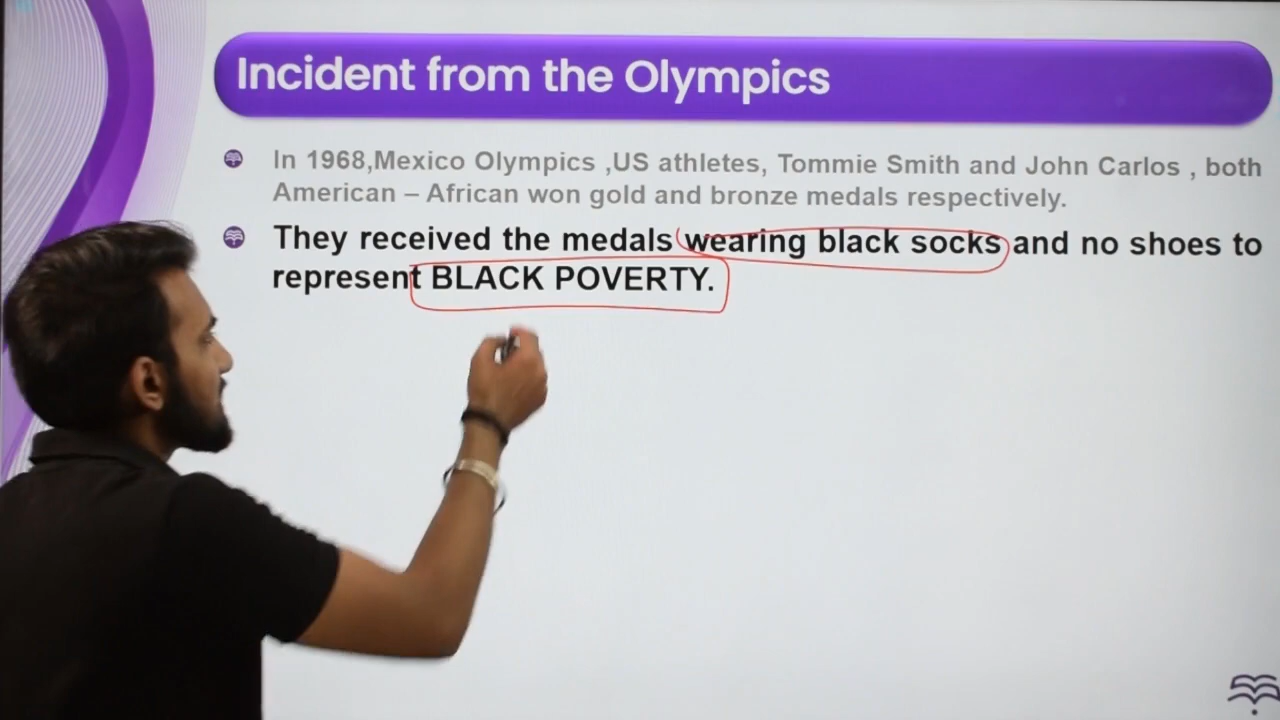 Incident from the Olympics
In 1968,Mexico Olympics ,US athletes, Tommie Smith and John Carlos , both
American – African won gold and bronze medals respectively.
They received the medals wearing black socks and no shoes to
represent BLACK POVERTY.